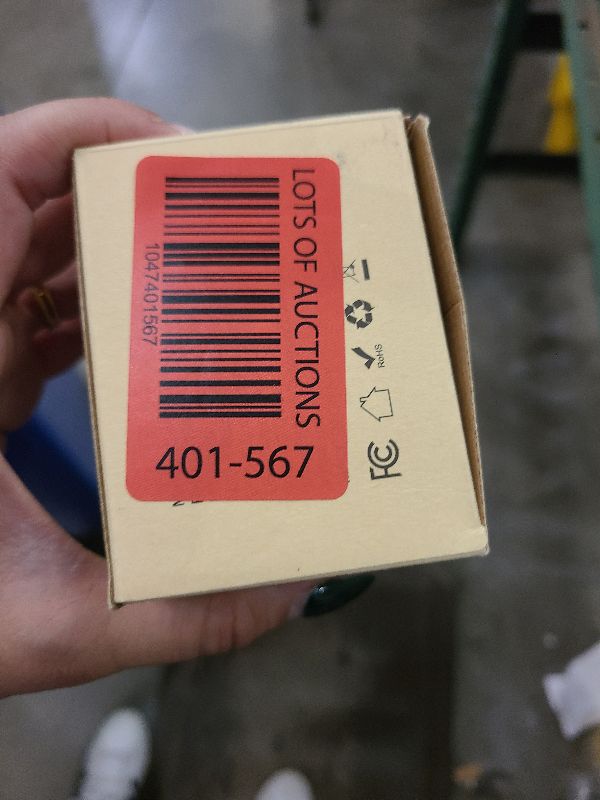 LOTS OF AUCTIONS
1047401567
401-567
RoHS
FC